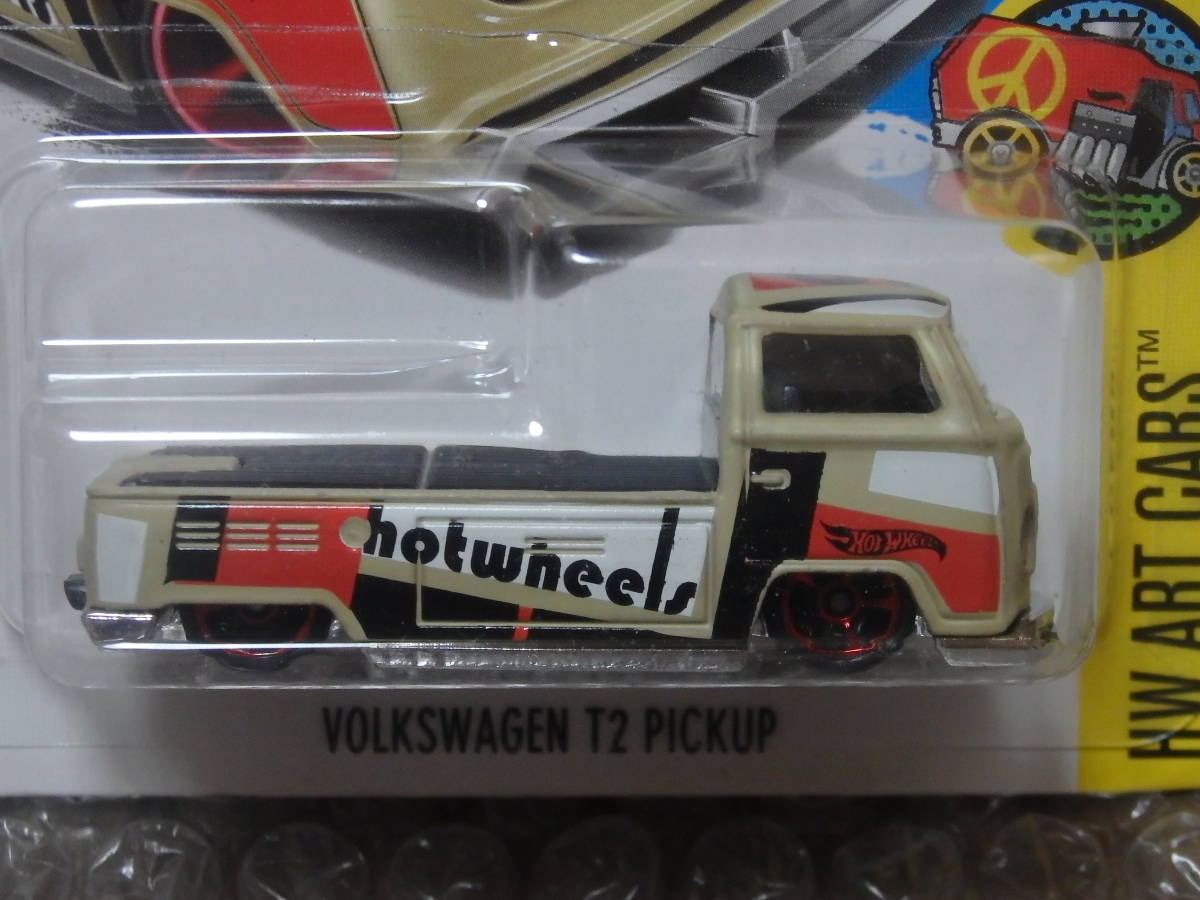 hotwheels
HOT WHEELS
VOLKSWAGEN T2 PICKUP
HW ART CARS™